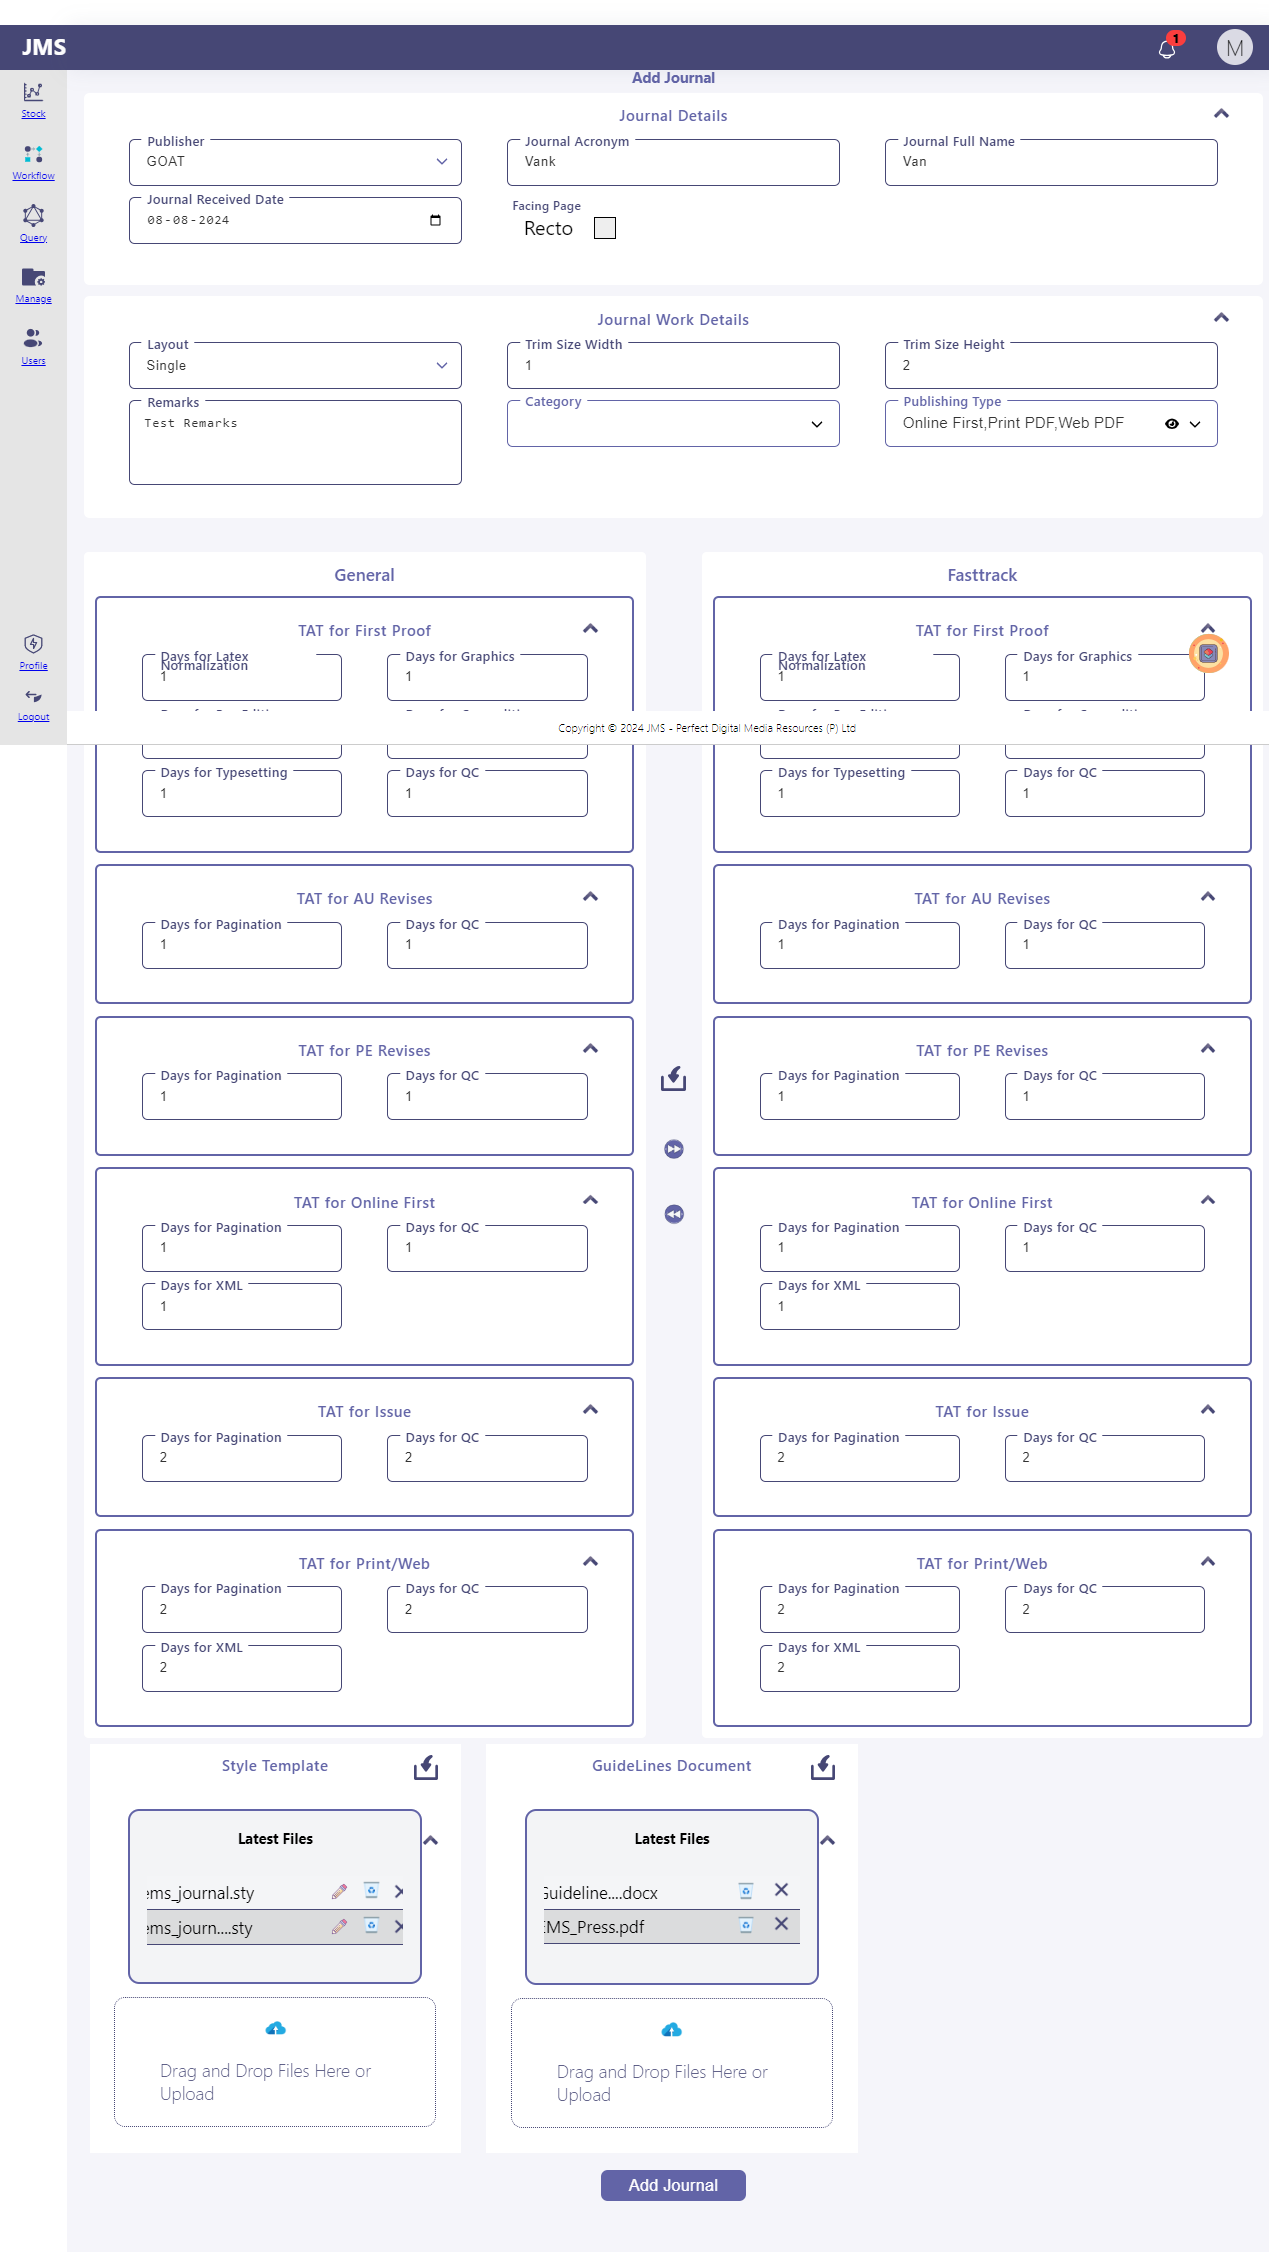 JMS
1
M
Add Journal
Stock
Workflow
Query
Manage
Users
Profile
Logout
Journal Details
Publisher
GOAT
Journal Acronym
Vank
Journal Full Name
Van
Journal Received Date
08-08-2024
Facing Page
Recto
Journal Work Details
Layout
Single
Trim Size Width
1
Trim Size Height
2
Remarks
Test Remarks
Category
Publishing Type
Online First,Print PDF,Web PDF
General
TAT for First Proof
Days for Latex
Normalization
1
Days for Graphics
1
Days for Typesetting
1
Days for QC
1
TAT for AU Revises
Days for Pagination
1
Days for QC
1
TAT for PE Revises
Days for Pagination
1
Days for QC
1
TAT for Online First
Days for Pagination
1
Days for QC
1
Days for XML
1
TAT for Issue
Days for Pagination
2
Days for QC
2
TAT for Print/Web
Days for Pagination
2
Days for QC
2
Days for XML
2
Fasttrack
TAT for First Proof
Days for Latex
Normalization
1
Days for Graphics
1
Copyright © 2024 JMS - Perfect Digital Media Resources (P) Ltd
Days for Typesetting
1
Days for QC
1
TAT for AU Revises
Days for Pagination
1
Days for QC
1
TAT for PE Revises
Days for Pagination
1
Days for QC
1
TAT for Online First
Days for Pagination
1
Days for QC
1
Days for XML
1
TAT for Issue
Days for Pagination
2
Days for QC
2
TAT for Print/Web
Days for Pagination
2
Days for QC
2
Days for XML
2
Style Template
Latest Files
ems_journal.sty
ems_journ....sty
Drag and Drop Files Here or
Upload
GuideLines Document
Latest Files
Guideline....docx
EMS_Press.pdf
Drag and Drop Files Here or
Upload
Add Journal